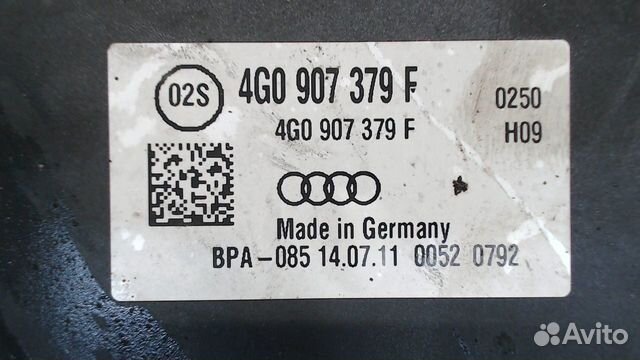 02S 4G0 907 379 F 0250
4G0 907 379 F H09
Made in Germany
BPA-085 14.07.11 0052 0792
Avito